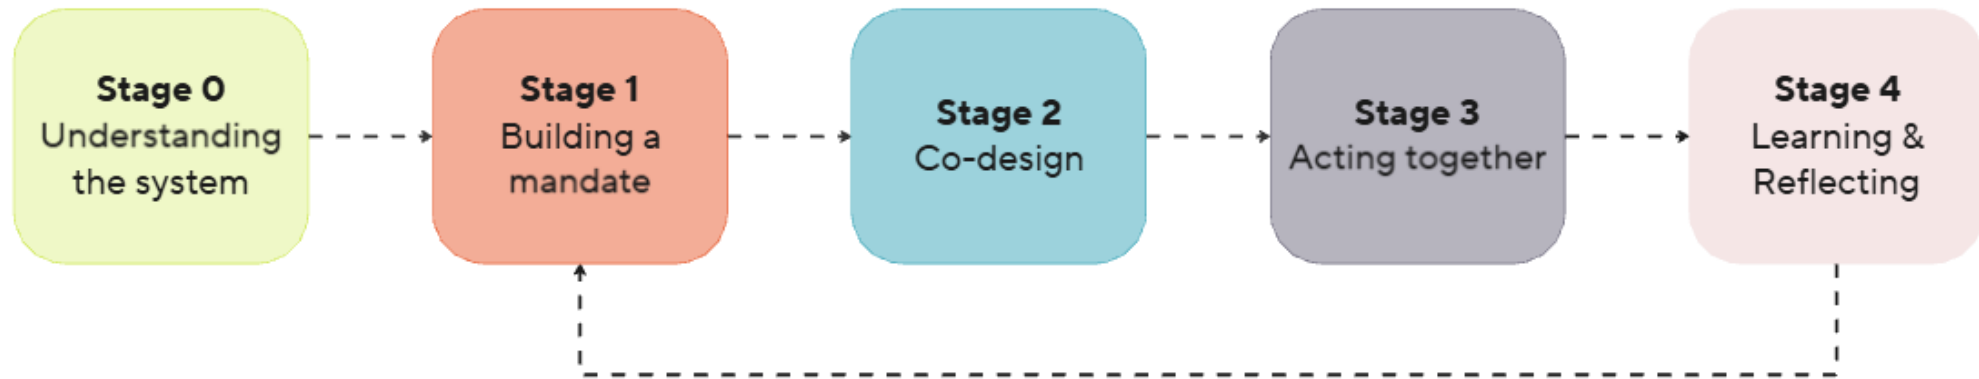 Stage 0
Understanding
the system
Stage 1
Building a
mandate
Stage 2
Co-design
Stage 3
Acting together
Stage 4
Learning &
Reflecting